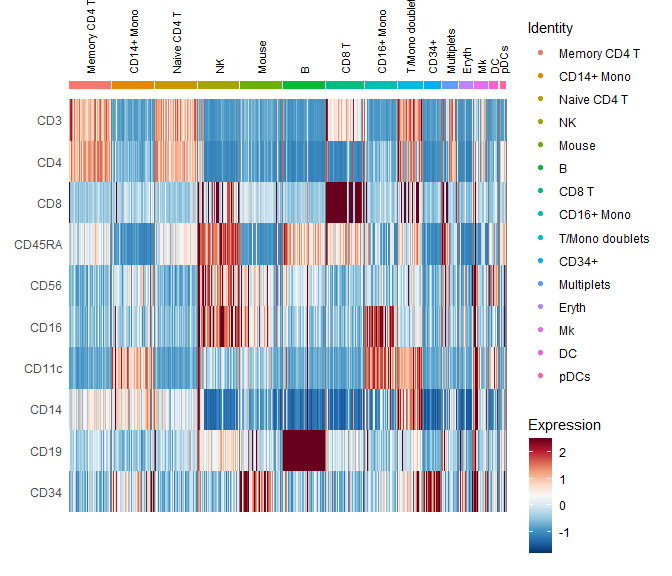 Memory CD4 T
CD14+ Mono
Naive CD4 T
NK
Mouse
B
CD8 T
CD16+ Mono
T/Mono doublets
CD34+
Multiplets
Eryth
Mk
DC
pDCs
CD3
CD4
CD8
CD45RA
CD56
CD16
CD11c
CD14
CD19
CD34
Identity
Memory CD4 T
CD14+ Mono
Naive CD4 T
NK
Mouse
B
CD8 T
CD16+ Mono
T/Mono doublets
CD34+
Multiplets
Eryth
Mk
DC
pDCs
Expression
2
1
0
-1